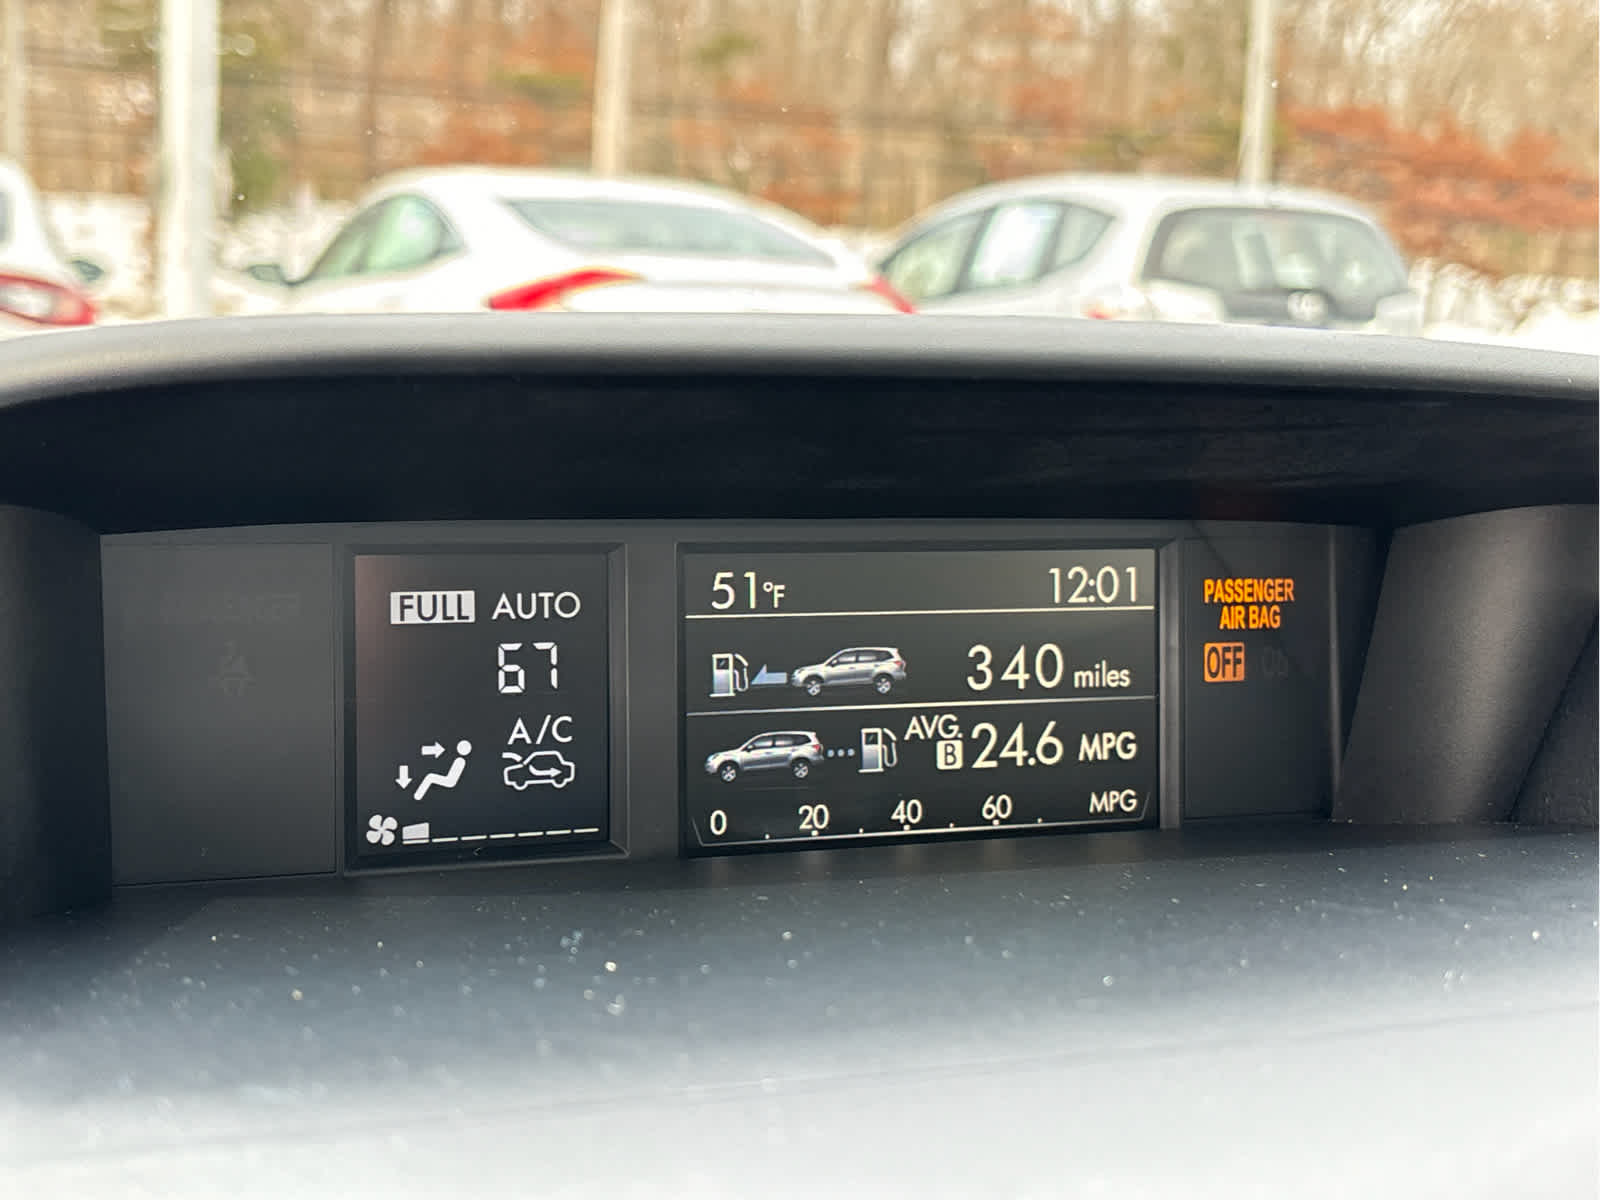 FULL AUTO
67
A/C
51°F 12:01
340 miles
AVG.
B 24.6 MPG
0 20 40 60 MPG
PASSENGER
AIR BAG
OFF